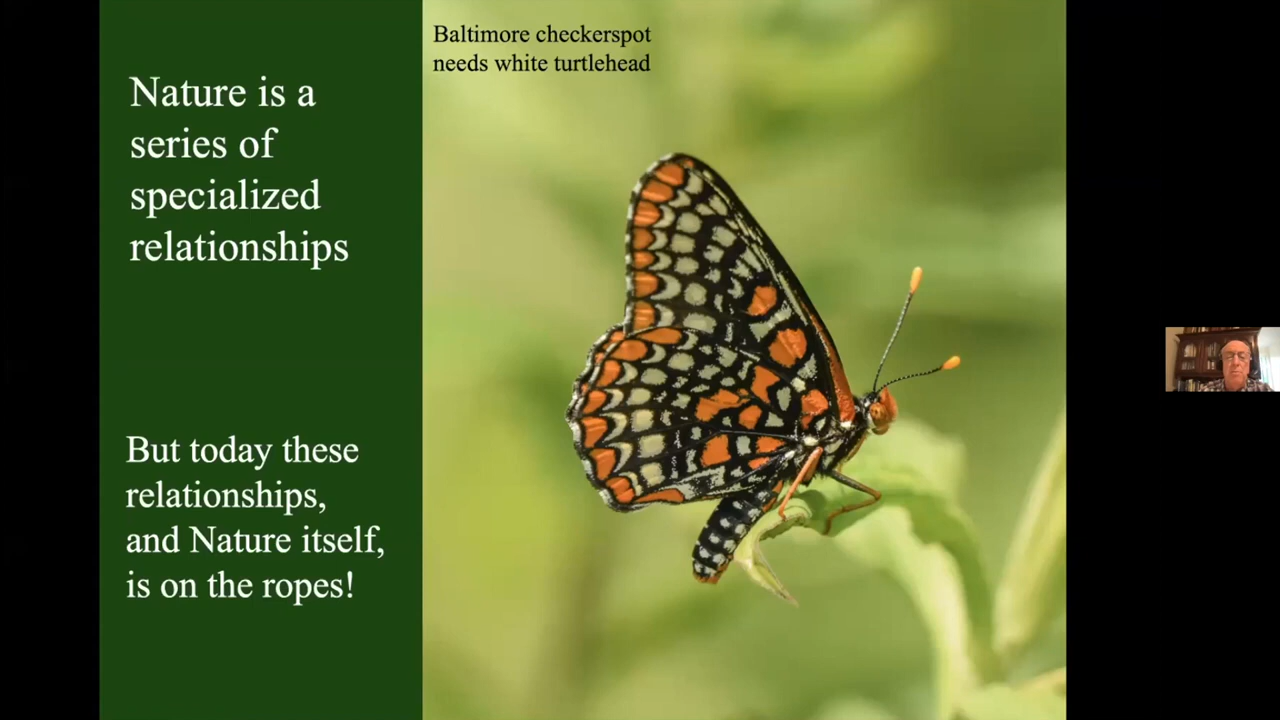 Nature is a
series of
specialized
relationships
But today these
relationships,
and Nature itself,
is on the ropes!
Baltimore checkerspot
needs white turtlehead